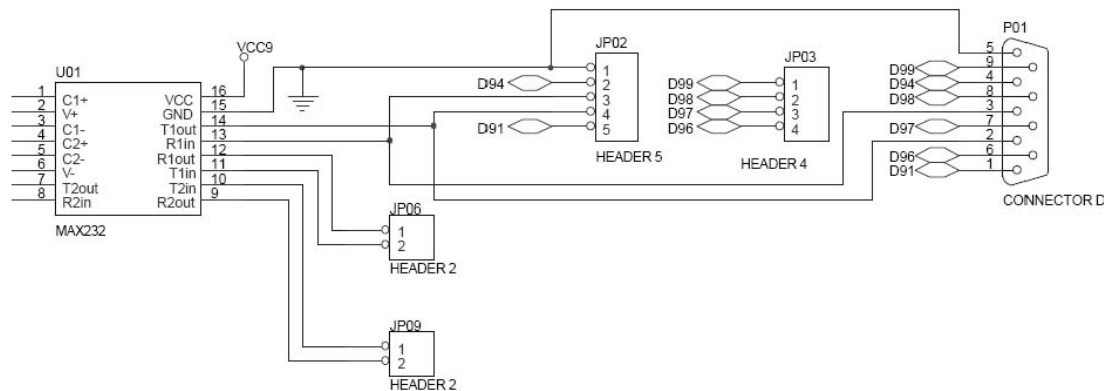 U01
VCC9
1 C1+ VCC 16
2 V+ GND 15
3 C1- T1out 14
4 C2+ R1in 13
5 C2- R1out 12
6 V- T1in 11
7 T2out T2in 10
8 R2in R2out 9
MAX232
JP02
1
D94 2
3
4
D91 5
HEADER 5
JP03
D99 1
D98 2
D97 3
D96 4
HEADER 4
P01
5
D99 9
D94 4
D98 8
3
D97 7
2
D96 6
D91 1
CONNECTOR D
JP06
1
2
HEADER 2
JP09
1
2
HEADER 2